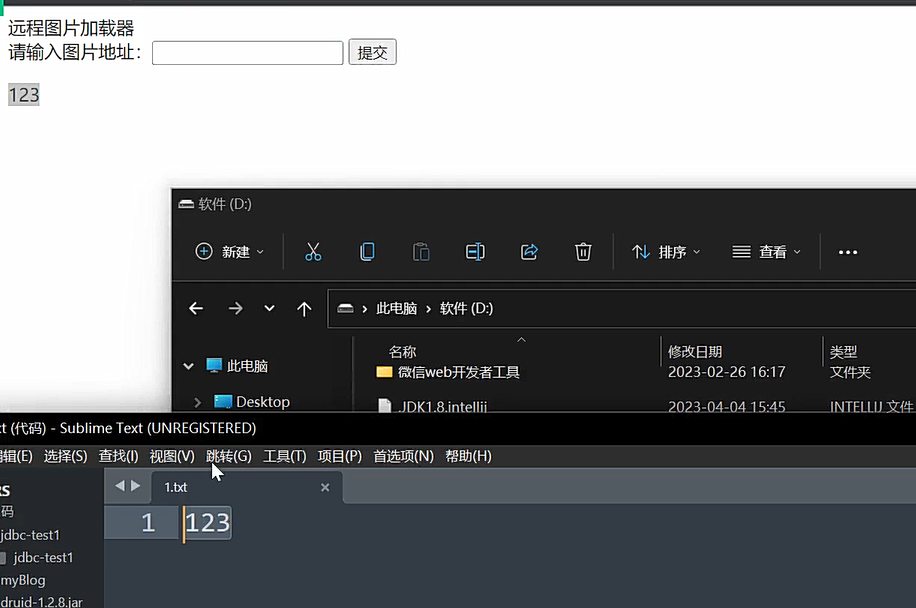 远程图片加载器
请输入图片地址： 提交
123
软件 (D:)
新建 排序 查看
此电脑 › 软件 (D:)
名称 修改日期 类型
此电脑 微信web开发者工具 2023-02-26 16:17 文件夹
Desktop JDK1.8.intellij 2023-04-04 15:45 INTELLIJ 文件
(代码) - Sublime Text (UNREGISTERED)
辑(E) 选择(S) 查找(I) 视图(V) 跳转(G) 工具(T) 项目(P) 首选项(N) 帮助(H)
1.txt
1 123
码
jdbc-test1
jdbc-test1
myBlog
druid-1.2.8.jar